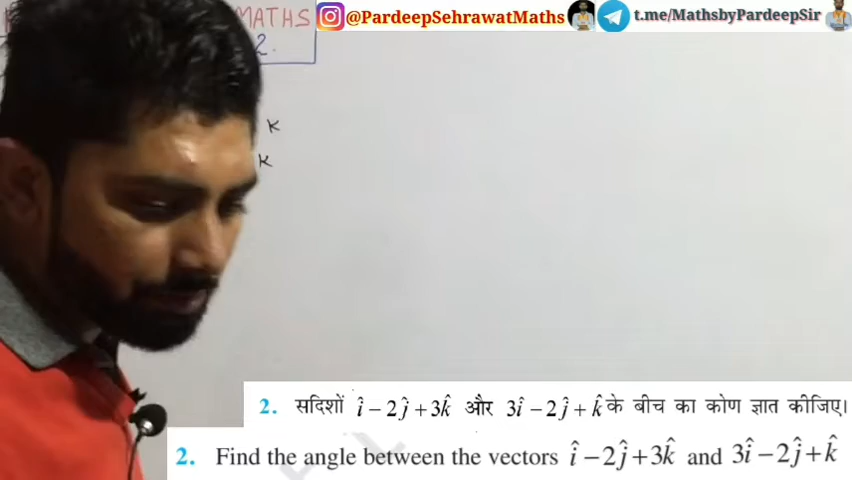 MATHS @PardeepSehrawatMaths t.me/MathsbyPardeepSir
2.
k
k
2. सदिशों î – 2ĵ + 3k̂ और 3î – 2ĵ + k̂ के बीच का कोण ज्ञात कीजिए।
2. Find the angle between the vectors î – 2ĵ + 3k̂ and 3î – 2ĵ + k̂